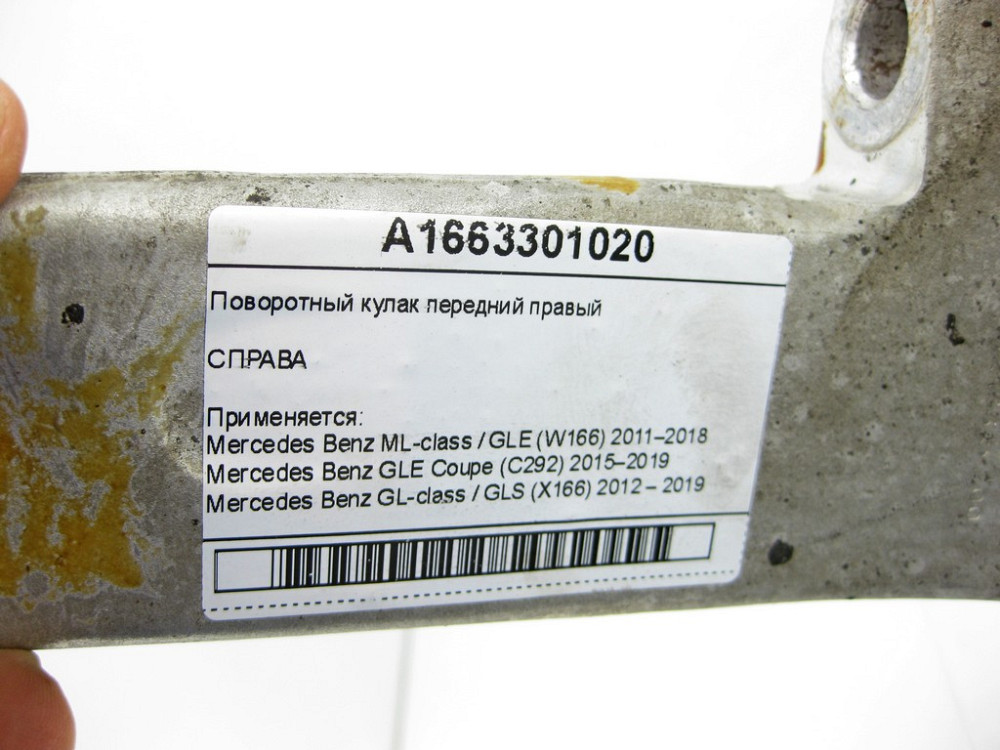 A1663301020
Поворотный кулак передний правый
СПРАВА
Применяется:
Mercedes Benz ML-class / GLE (W166) 2011–2018
Mercedes Benz GLE Coupe (C292) 2015–2019
Mercedes Benz GL-class / GLS (X166) 2012 – 2019